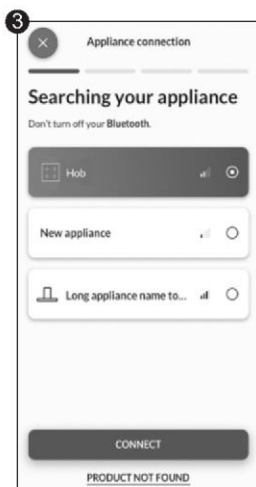 3
Appliance connection
Searching your appliance
Don't turn off your Bluetooth.
Hob
New appliance
Long appliance name to...
CONNECT
PRODUCT NOT FOUND